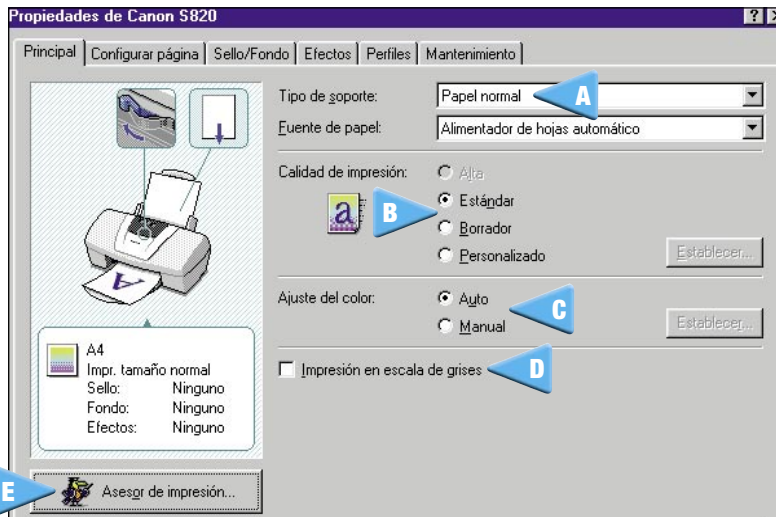 Propiedades de Canon S820
Principal Configurar página Sello/Fondo Efectos Perfiles Mantenimiento
Tipo de soporte: Papel normal A
Fuente de papel: Alimentador de hojas automático
Calidad de impresión: Alta
a B Estándar
Borrador
Personalizado Establecer...
Ajuste del color: Auto C
Manual Establecer...
Impresión en escala de grises D
A
A4
Impr. tamaño normal
Sello: Ninguno
Fondo: Ninguno
Efectos: Ninguno
E Asesor de impresión...